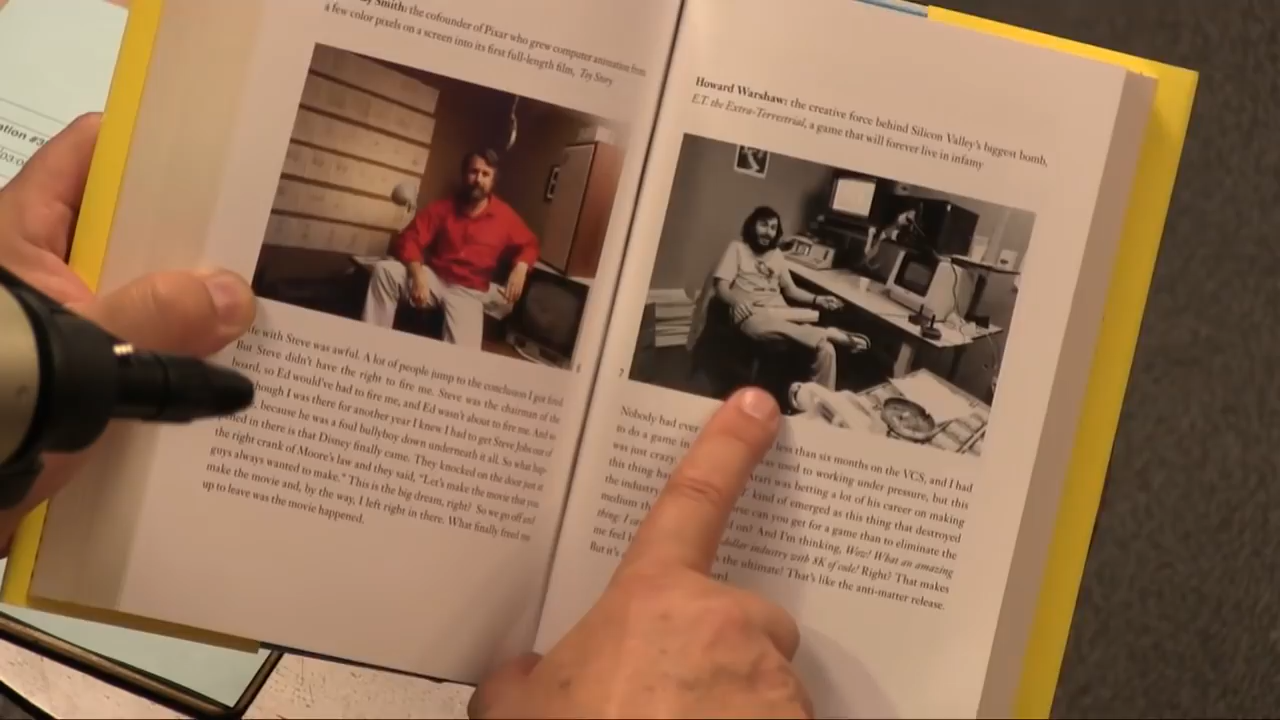 Smith: the cofounder of Pixar who grew computer animation from
a few color pixels on a screen into its first full-length film, Toy Story
with Steve was awful. A lot of people jump to the conclusion I got fired
But Steve didn't have the right to fire me. Steve was the chairman of the
board, so Ed would've had to fire me, and Ed wasn't about to fire me. And so
though I was there for another year I knew I had to get Steve Jobs out of
because he was a foul bullyboy down underneath it all. So what hap-
pened in there is that Disney finally came. They knocked on the door just at
the right crank of Moore's law and they said, "Let's make the movie that you
guys always wanted to make." This is the big dream, right? So we go off and
make the movie and, by the way, I left right in there. What finally freed me
up to leave was the movie happened.
Howard Warshaw: the creative force behind Silicon Valley's biggest bomb,
E.T. the Extra-Terrestrial, a game that will forever live in infamy
7
Nobody had ever less than six months on the VCS, and I had
to do a game in was used to working under pressure, but this
was just crazy. Atari was betting a lot of his career on making
this thing ha kind of emerged as this thing that destroyed
the industry can you get for a game than to eliminate the
medium on? And I'm thinking, Wow! What an amazing
thing: I dollar industry with 8K of code! Right? That makes
me feel the ultimate! That's like the anti-matter release.
But it's
ation #3
03:0